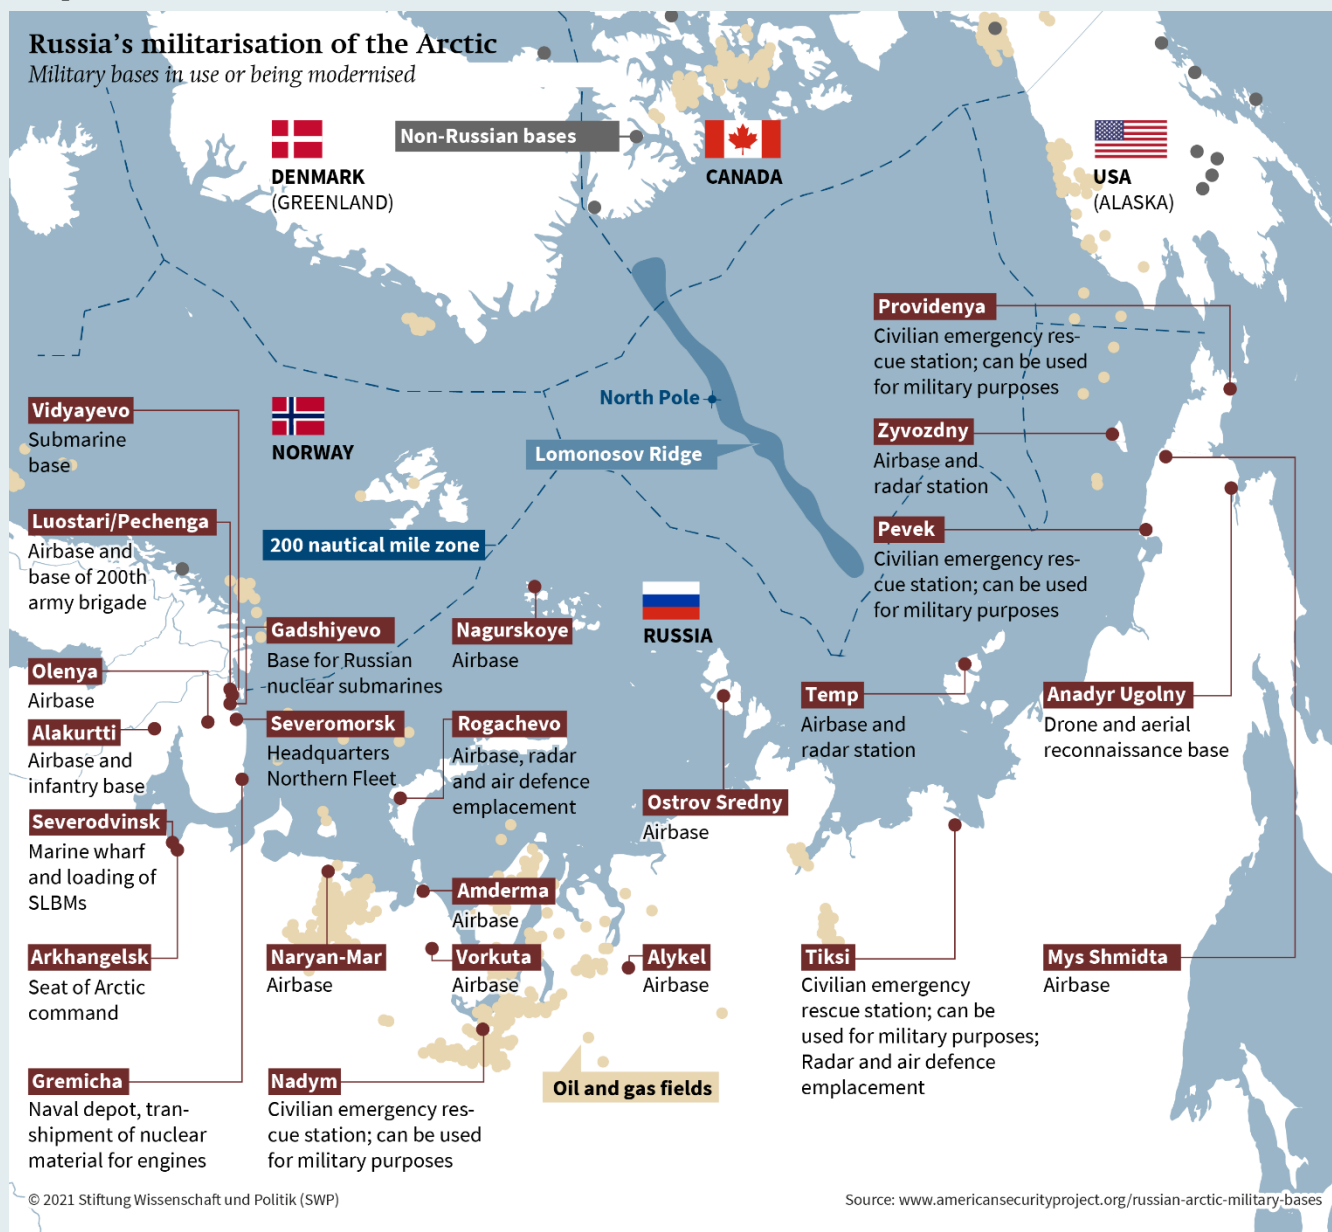 Russia’s militarisation of the Arctic
Military bases in use or being modernised
Non-Russian bases
DENMARK
(GREENLAND)
CANADA
USA
(ALASKA)
Providenya
Civilian emergency res-
cue station; can be used
for military purposes
North Pole
Vidyayevo
Submarine
base
NORWAY
Zyvozdny
Airbase and
radar station
Lomonosov Ridge
Luostari/Pechenga
Airbase and
base of 200th
army brigade
200 nautical mile zone
Pevek
Civilian emergency res-
cue station; can be used
for military purposes
Gadshiyevo
Base for Russian
nuclear submarines
Nagurskoye
Airbase
RUSSIA
Olenya
Airbase
Temp
Airbase and
radar station
Anadyr Ugolny
Drone and aerial
reconnaissance base
Alakurtti
Airbase and
infantry base
Severomorsk
Headquarters
Northern Fleet
Rogachevo
Airbase, radar
and air defence
emplacement
Ostrov Sredny
Airbase
Severodvinsk
Marine wharf
and loading of
SLBMs
Amderma
Airbase
Arkhangelsk
Seat of Arctic
command
Naryan-Mar
Airbase
Vorkuta
Airbase
Alykel
Airbase
Tiksi
Civilian emergency
rescue station; can be
used for military purposes;
Radar and air defence
emplacement
Mys Shmidta
Airbase
Gremicha
Naval depot, tran-
shipment of nuclear
material for engines
Nadym
Civilian emergency res-
cue station; can be used
for military purposes
Oil and gas fields
© 2021 Stiftung Wissenschaft und Politik (SWP)
Source: www.americansecurityproject.org/russian-arctic-military-bases